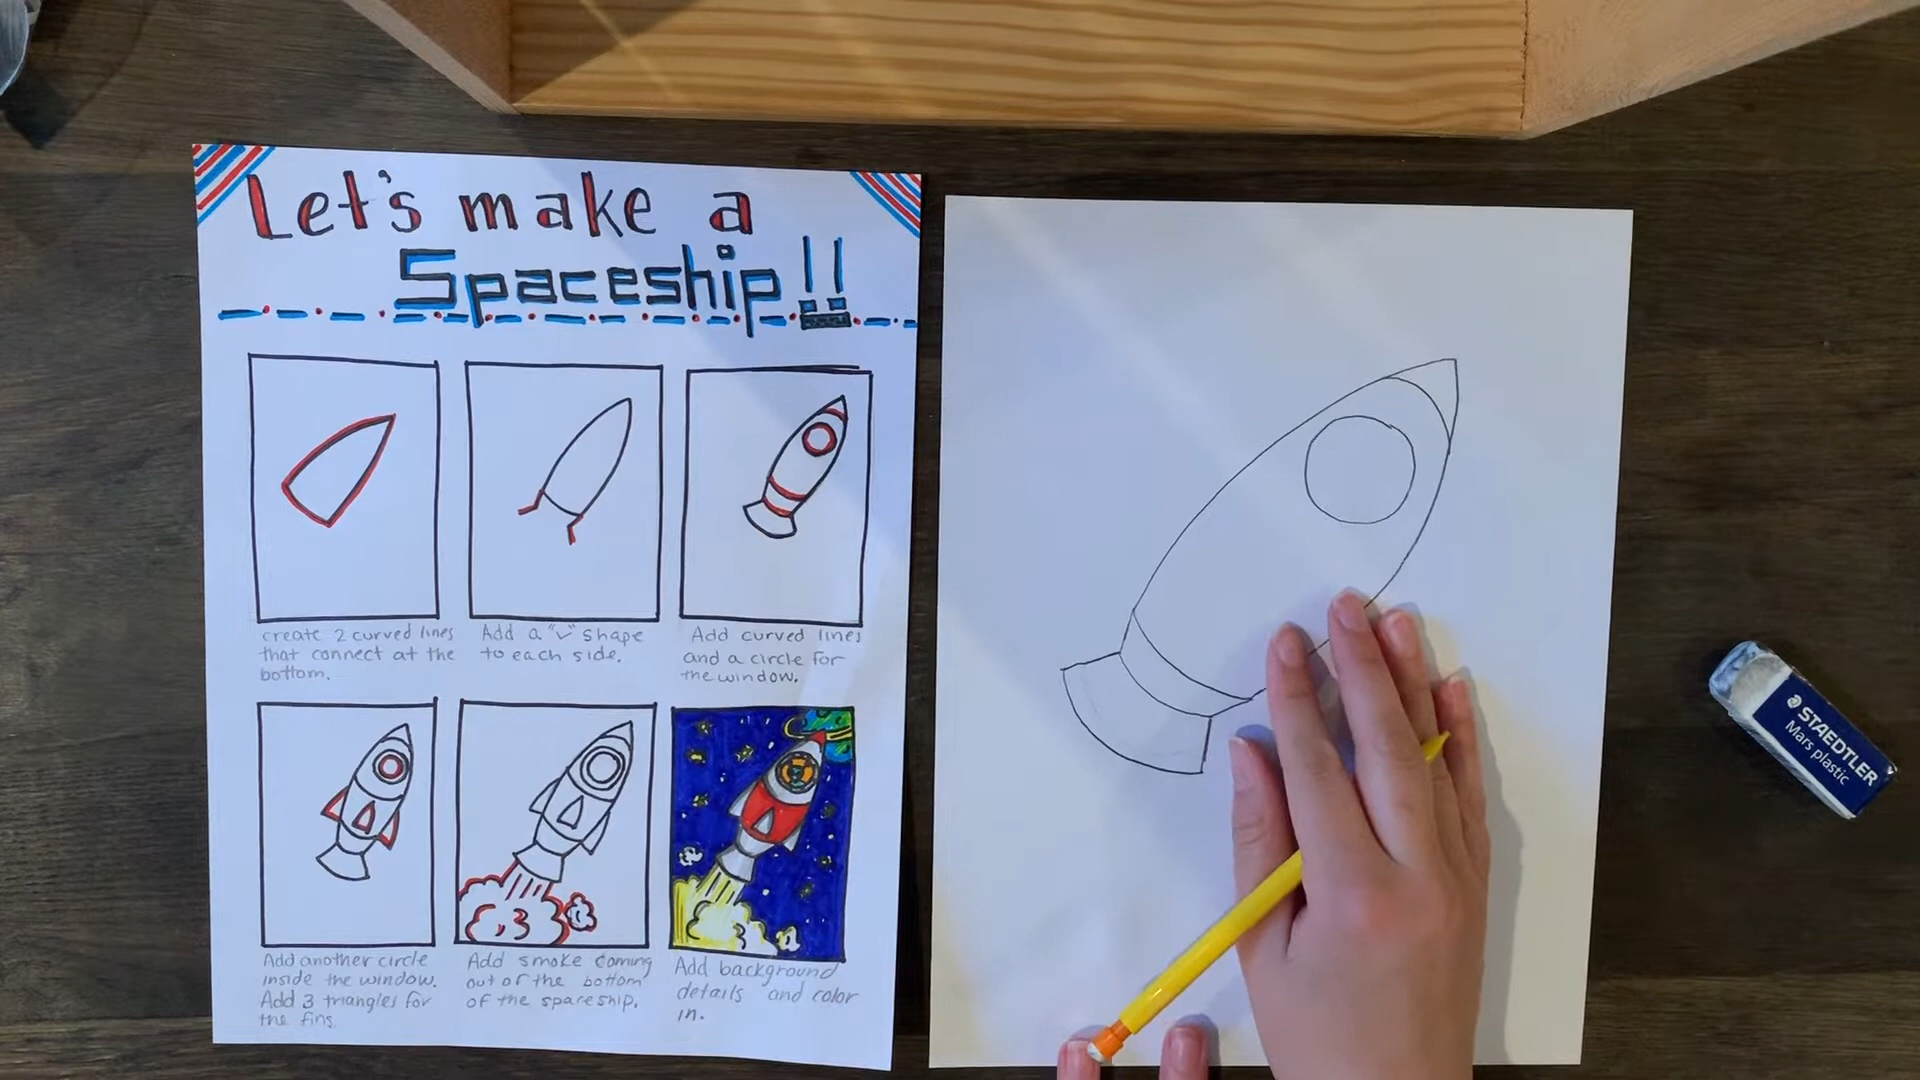 Let's make a
Spaceship!!
create 2 curved lines
that connect at the
bottom.
Add a "✓" shape
to each side.
Add curved lines
and a circle for
the window.
Add another circle
inside the window.
Add 3 triangles for
the fins.
Add smoke coming
out of the bottom
of the spaceship.
Add background
details and color
in.
STAEDTLER
Mars plastic